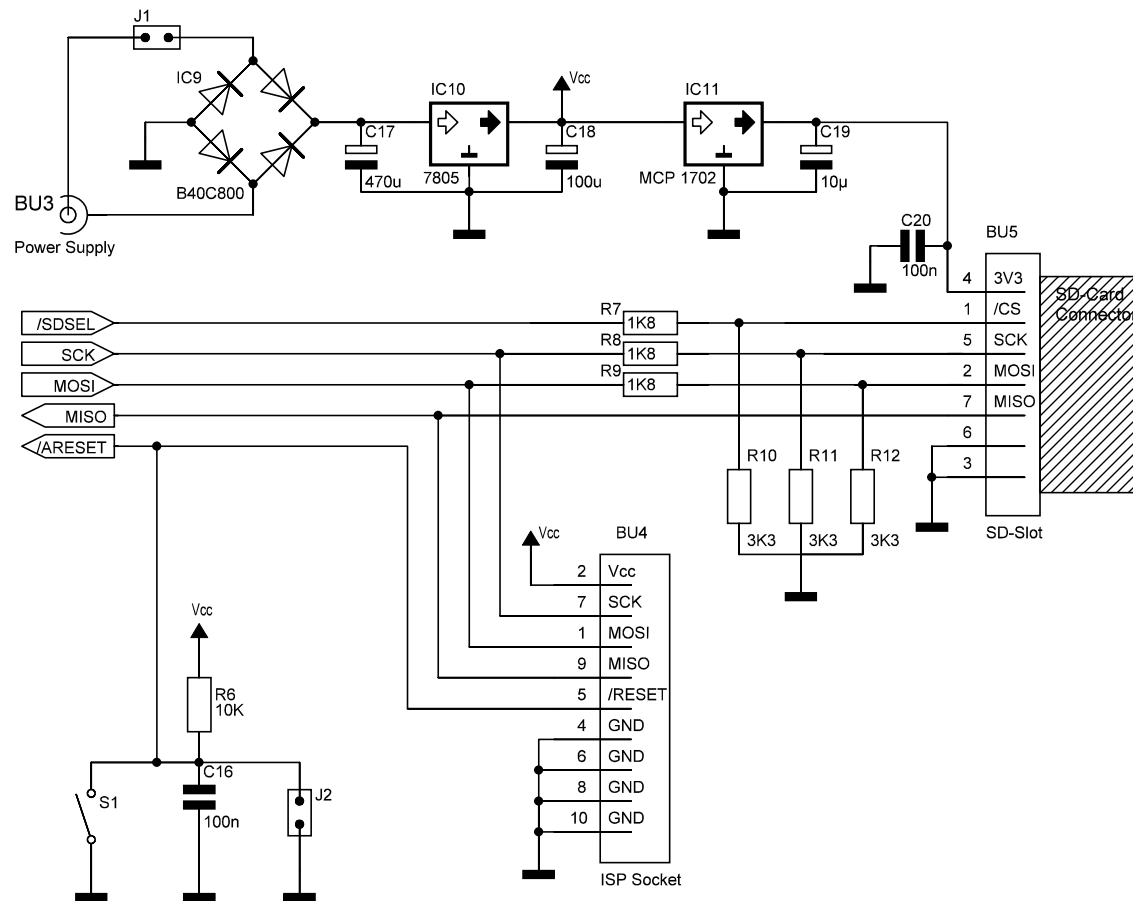 J1
IC9
B40C800
BU3
Power Supply
C17
470u
IC10
7805
Vcc
C18
100u
IC11
MCP 1702
C19
10µ
C20
100n
BU5
4 3V3
1 /CS
5 SCK
2 MOSI
7 MISO
6
3
SD-Card
Connector
SD-Slot
/SDSEL
SCK
MOSI
MISO
/ARESET
R7
1K8
R8
1K8
R9
1K8
R10
R11
R12
3K3
3K3
3K3
Vcc
BU4
2 Vcc
7 SCK
1 MOSI
9 MISO
5 /RESET
4 GND
6 GND
8 GND
10 GND
ISP Socket
Vcc
R6
10K
C16
100n
S1
J2